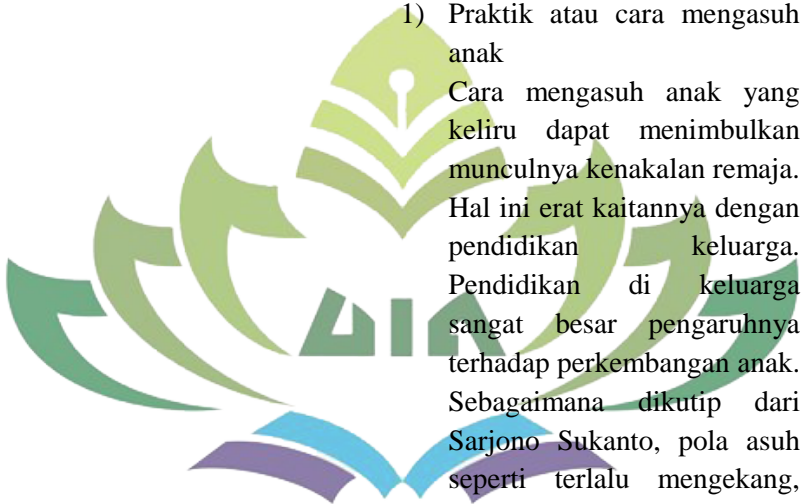 1) Praktik atau cara mengasuh
anak
Cara mengasuh anak yang
keliru dapat menimbulkan
munculnya kenakalan remaja.
Hal ini erat kaitannya dengan
pendidikan keluarga.
Pendidikan di keluarga
sangat besar pengaruhnya
terhadap perkembangan anak.
Sebagaimana dikutip dari
Sarjono Sukanto, pola asuh
seperti terlalu mengekang,